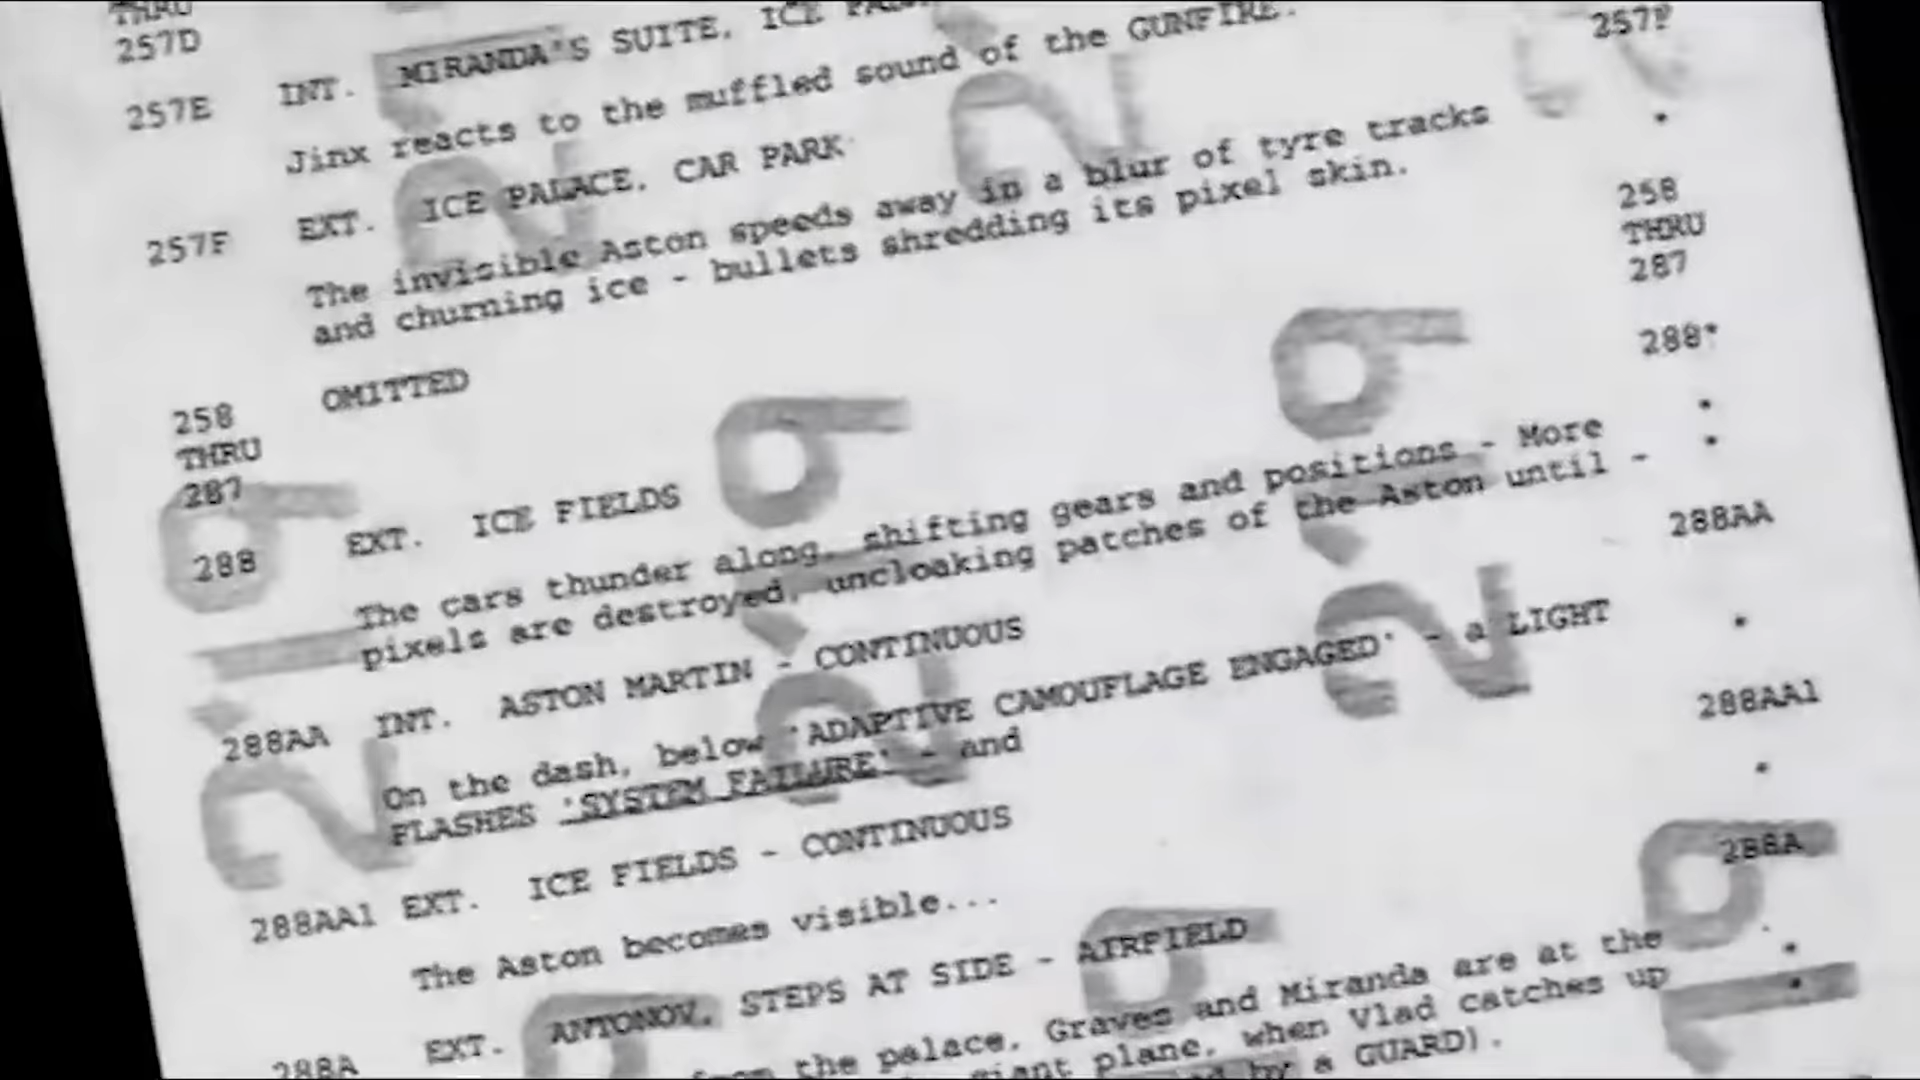 THRU
257D
257E INT. MIRANDA'S SUITE, ICE 257F
Jinx reacts to the muffled sound of the GUNFIRE.
257F EXT. ICE PALACE, CAR PARK *
The invisible Aston speeds away in a blur of tyre tracks
and churning ice - bullets shredding its pixel skin.
258 OMITTED 258
THRU THRU
287 287
288 EXT. ICE FIELDS 288*
The cars thunder along, shifting gears and positions - More *
pixels are destroyed, uncloaking patches of the Aston until - *
288AA INT. ASTON MARTIN - CONTINUOUS 288AA
On the dash, below 'ADAPTIVE CAMOUFLAGE ENGAGED' - a LIGHT *
FLASHES 'SYSTEM FAILURE' - and
288AA1 EXT. ICE FIELDS - CONTINUOUS 288AA1
The Aston becomes visible... *
288A EXT. ANTONOV, STEPS AT SIDE - AIRFIELD 288A
from the palace, Graves and Miranda are at the *
giant plane, when Vlad catches up *
by a GUARD).